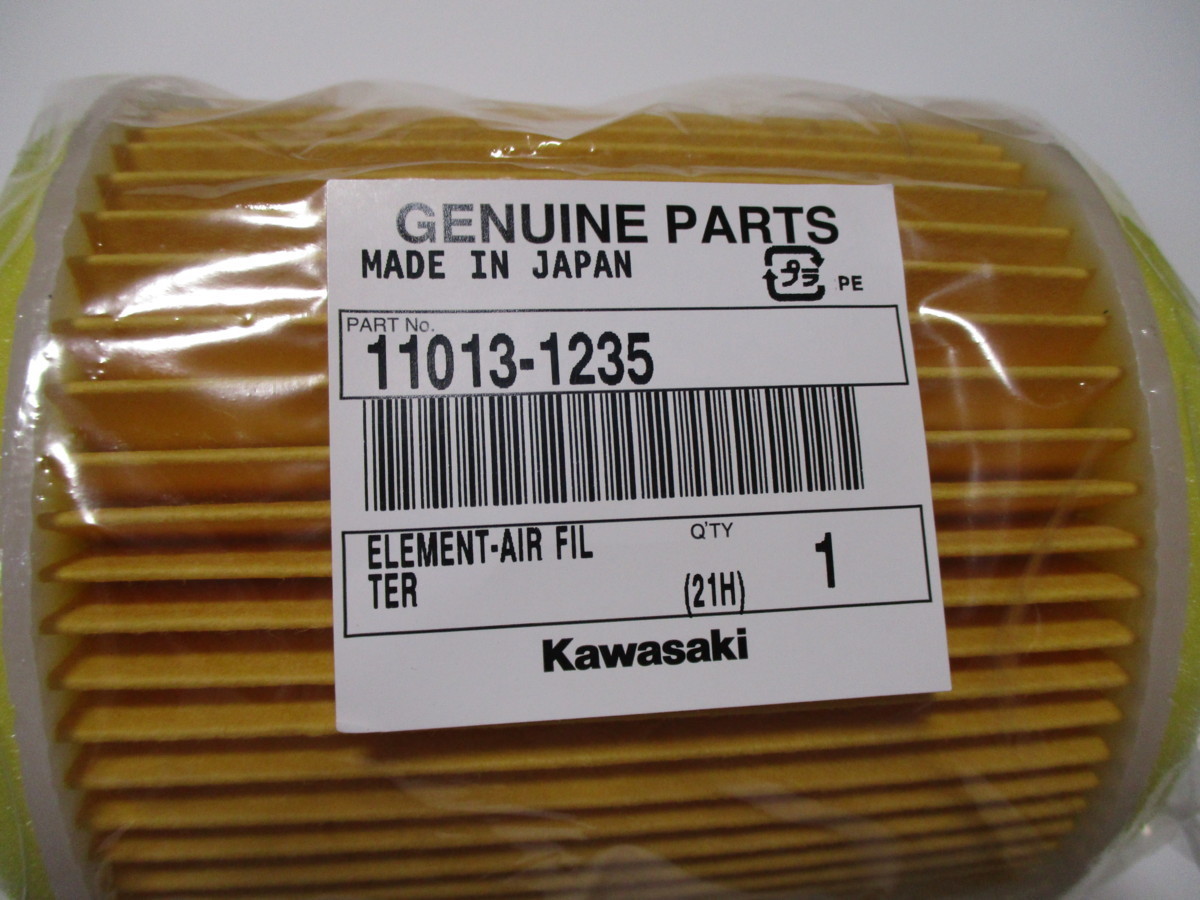 GENUINE PARTS
MADE IN JAPAN
プラ PE
PART No.
11013-1235
ELEMENT-AIR FIL Q'TY
TER (21H) 1
Kawasaki